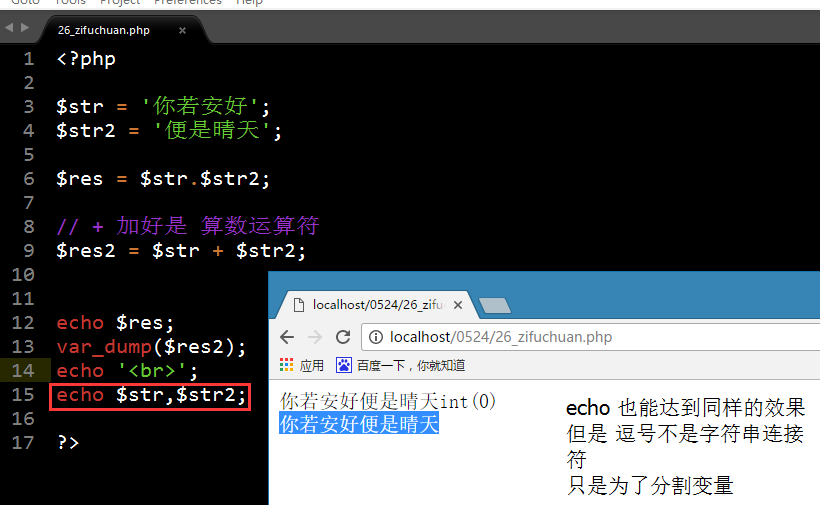 Goto Tools Project Preferences Help
26_zifuchuan.php ×
1 <?php
2
3 $str = '你若安好';
4 $str2 = '便是晴天';
5
6 $res = $str.$str2;
7
8 // + 加好是 算数运算符
9 $res2 = $str + $str2;
10
11
12 echo $res;
13 var_dump($res2);
14 echo '<br>';
15 echo $str,$str2;
16
17 ?>
localhost/0524/26_zifu
localhost/0524/26_zifuchuan.php
应用 百度一下，你就知道
你若安好便是晴天int(0)
你若安好便是晴天
echo 也能达到同样的效果
但是 逗号不是字符串连接
符
只是为了分割变量